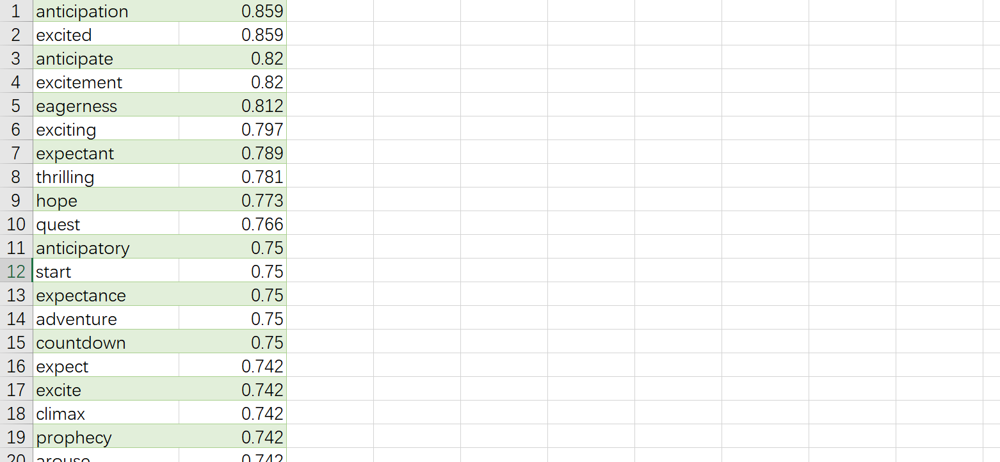 1 anticipation 0.859
2 excited 0.859
3 anticipate 0.82
4 excitement 0.82
5 eagerness 0.812
6 exciting 0.797
7 expectant 0.789
8 thrilling 0.781
9 hope 0.773
10 quest 0.766
11 anticipatory 0.75
12 start 0.75
13 expectance 0.75
14 adventure 0.75
15 countdown 0.75
16 expect 0.742
17 excite 0.742
18 climax 0.742
19 prophecy 0.742
20 arouse 0.742